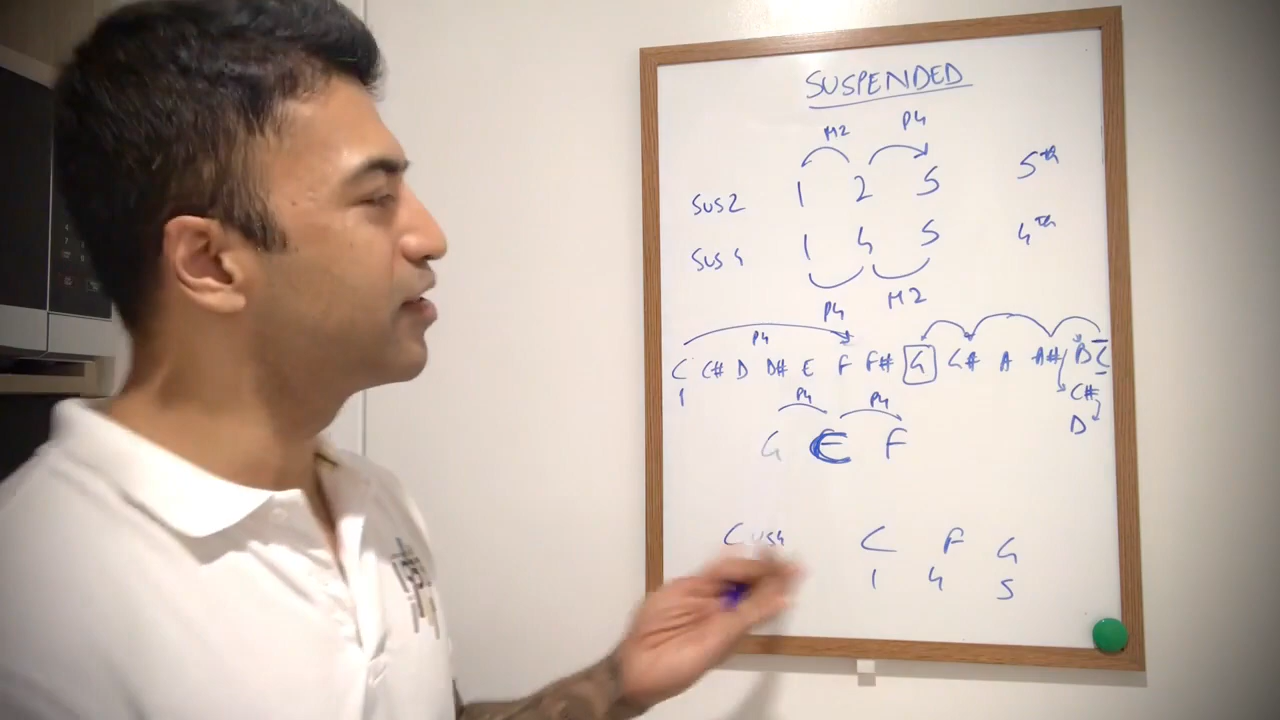 SUSPENDED
M2 P4
SUS2 1 2 5 5th
SUS4 1 4 5 4th
P4 M2
P4
C C# D D# E F F# G G# A A# B C
1 P4 P4 C#
G C F D
Csus4 C F G
1 4 5